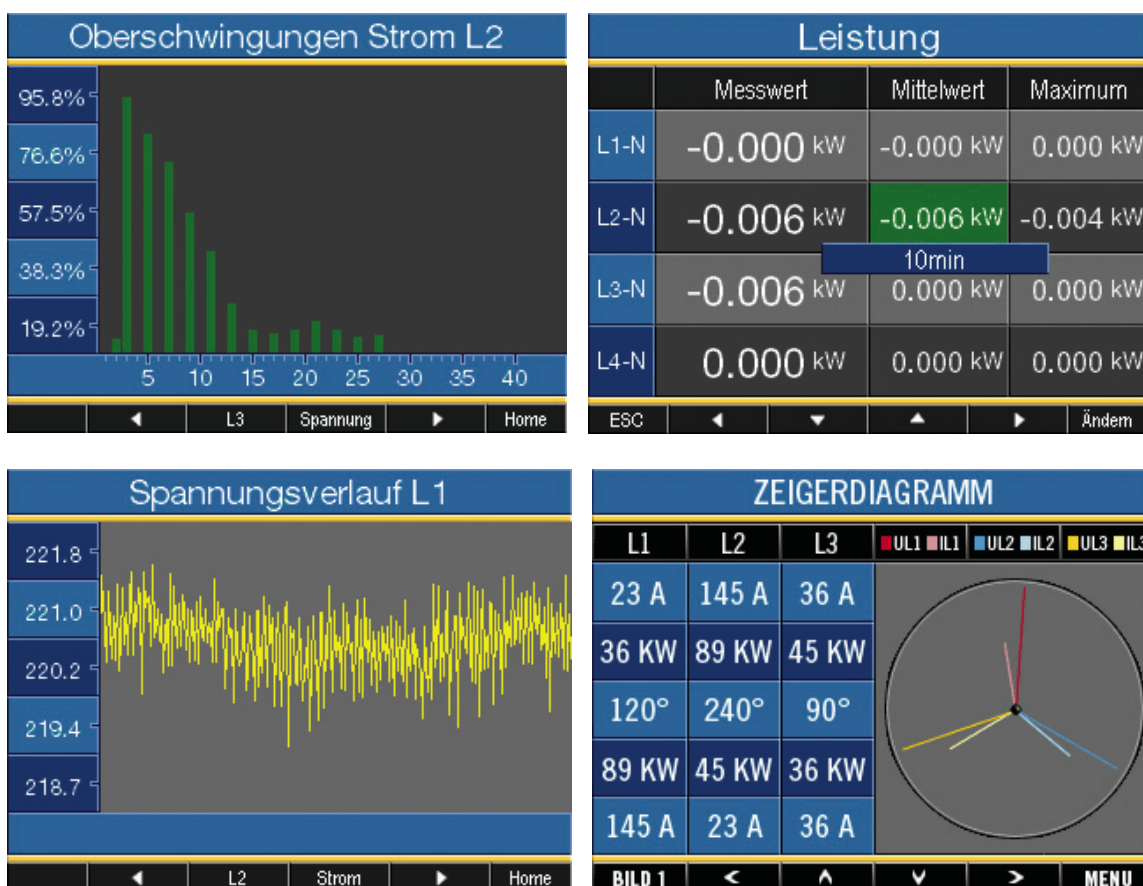 Oberschwingungen Strom L2
95.8%
76.6%
57.5%
38.3%
19.2%
5 10 15 20 25 30 35 40
L3 Spannung Home
Leistung
Messwert Mittelwert Maximum
L1-N -0.000 kW -0.000 kW 0.000 kW
L2-N -0.006 kW -0.006 kW -0.004 kW
10min
L3-N -0.006 kW 0.000 kW 0.000 kW
L4-N 0.000 kW 0.000 kW 0.000 kW
ESC Ändern
Spannungsverlauf L1
221.8
221.0
220.2
219.4
218.7
L2 Strom Home
ZEIGERDIAGRAMM
L1 L2 L3 UL1 IL1 UL2 IL2 UL3 IL3
23 A 145 A 36 A
36 KW 89 KW 45 KW
120° 240° 90°
89 KW 45 KW 36 KW
145 A 23 A 36 A
BILD 1 < ∧ ∨ > MENU